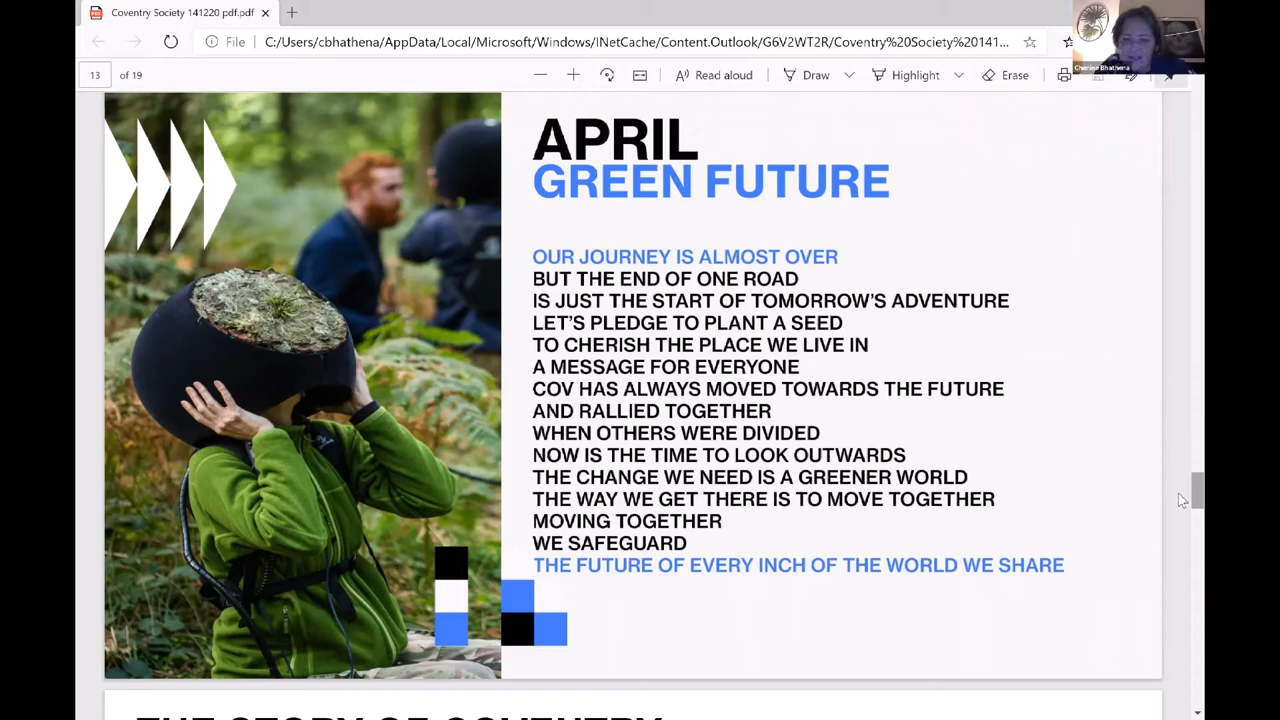 Coventry Society 141220 pdf.pdf
File
C:/Users/cbhathena/AppData/Local/Microsoft/Windows/INetCache/Content.Outlook/G6V2WT2R/Coventry%20Society%20141...
Cherine Bhathena
13 of 19
Read aloud
Draw
Highlight
Erase
APRIL
GREEN FUTURE
OUR JOURNEY IS ALMOST OVER
BUT THE END OF ONE ROAD
IS JUST THE START OF TOMORROW'S ADVENTURE
LET'S PLEDGE TO PLANT A SEED
TO CHERISH THE PLACE WE LIVE IN
A MESSAGE FOR EVERYONE
COV HAS ALWAYS MOVED TOWARDS THE FUTURE
AND RALLIED TOGETHER
WHEN OTHERS WERE DIVIDED
NOW IS THE TIME TO LOOK OUTWARDS
THE CHANGE WE NEED IS A GREENER WORLD
THE WAY WE GET THERE IS TO MOVE TOGETHER
MOVING TOGETHER
WE SAFEGUARD
THE FUTURE OF EVERY INCH OF THE WORLD WE SHARE
THE STORY OF COVENTRY